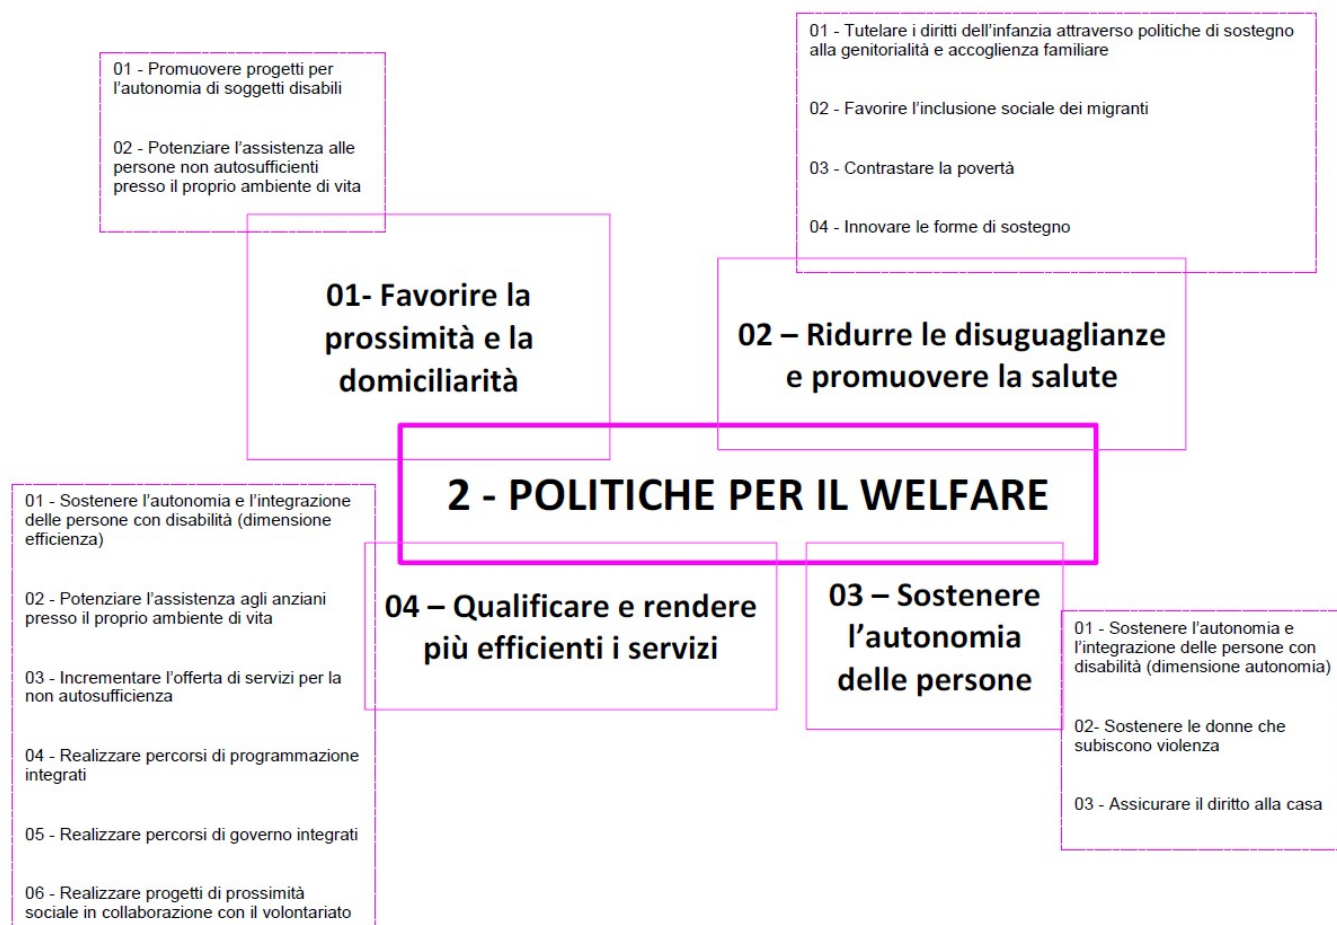 01 - Promuovere progetti per
l'autonomia di soggetti disabili
02 - Potenziare l'assistenza alle
persone non autosufficienti
presso il proprio ambiente di vita
01- Favorire la
prossimità e la
domiciliarità
01 - Tutelare i diritti dell'infanzia attraverso politiche di sostegno
alla genitorialità e accoglienza familiare
02 - Favorire l'inclusione sociale dei migranti
03 - Contrastare la povertà
04 - Innovare le forme di sostegno
02 – Ridurre le disuguaglianze
e promuovere la salute
2 - POLITICHE PER IL WELFARE
01 - Sostenere l'autonomia e l'integrazione
delle persone con disabilità (dimensione
efficienza)
02 - Potenziare l'assistenza agli anziani
presso il proprio ambiente di vita
03 - Incrementare l'offerta di servizi per la
non autosufficienza
04 - Realizzare percorsi di programmazione
integrati
05 - Realizzare percorsi di governo integrati
06 - Realizzare progetti di prossimità
sociale in collaborazione con il volontariato
04 – Qualificare e rendere
più efficienti i servizi
03 – Sostenere
l'autonomia
delle persone
01 - Sostenere l'autonomia e
l'integrazione delle persone con
disabilità (dimensione autonomia)
02- Sostenere le donne che
subiscono violenza
03 - Assicurare il diritto alla casa